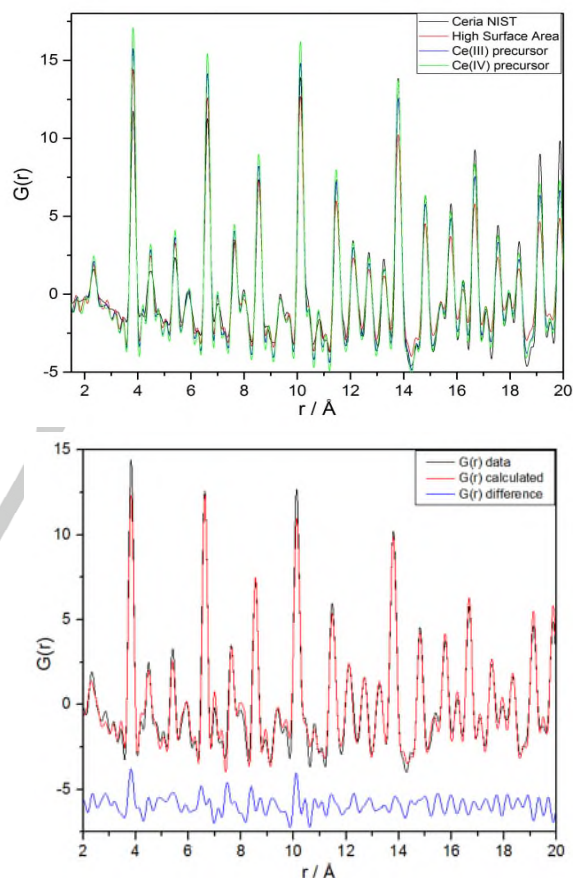 Ceria NIST
High Surface Area
Ce(III) precursor
Ce(IV) precursor
15
10
5
0
-5
G(r)
2 4 6 8 10 12 14 16 18 20
r / Å
G(r) data
G(r) calculated
G(r) difference
15
10
5
0
-5
G(r)
2 4 6 8 10 12 14 16 18 20
r / Å